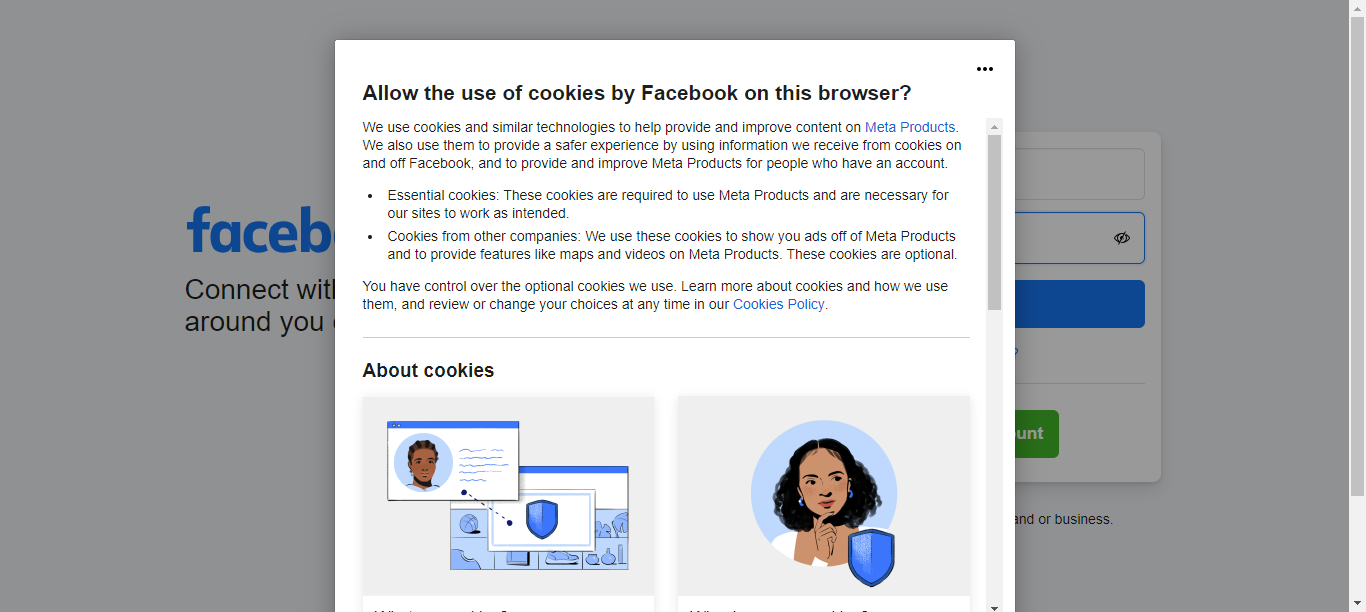 Allow the use of cookies by Facebook on this browser?
We use cookies and similar technologies to help provide and improve content on Meta Products.
We also use them to provide a safer experience by using information we receive from cookies on
and off Facebook, and to provide and improve Meta Products for people who have an account.
• Essential cookies: These cookies are required to use Meta Products and are necessary for
our sites to work as intended.
• Cookies from other companies: We use these cookies to show you ads off of Meta Products
and to provide features like maps and videos on Meta Products. These cookies are optional.
You have control over the optional cookies we use. Learn more about cookies and how we use
them, and review or change your choices at any time in our Cookies Policy.
About cookies
faceb
Connect with
around you
unt
and or business.